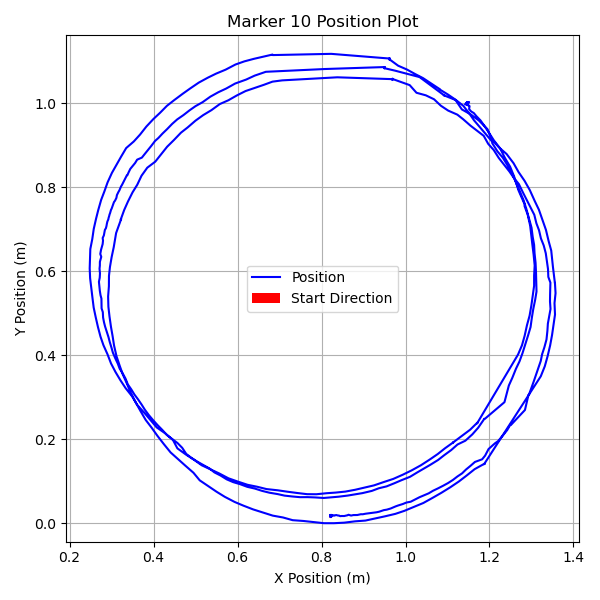 Marker 10 Position Plot
Y Position (m)
1.0
0.8
0.6
0.4
0.2
0.0
Position
Start Direction
0.2 0.4 0.6 0.8 1.0 1.2 1.4
X Position (m)